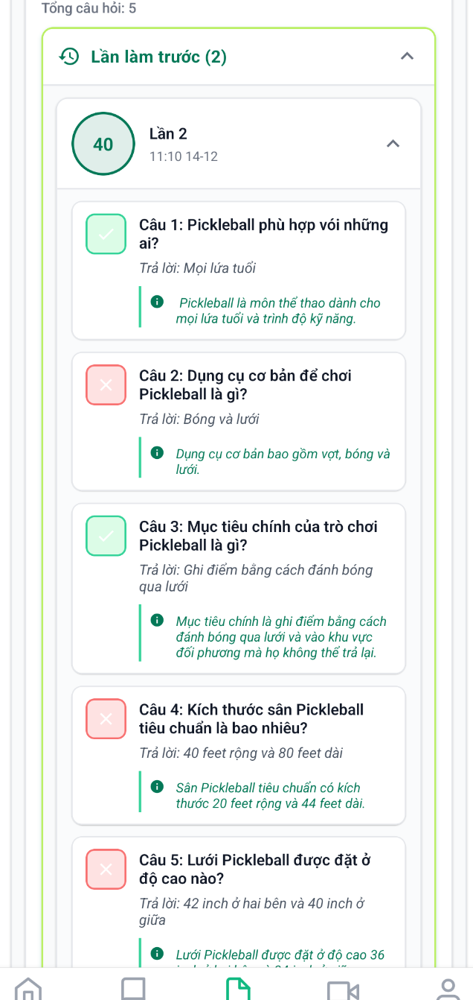 Tổng câu hỏi: 5
Lần làm trước (2)
40
Lần 2
11:10 14-12
Câu 1: Pickleball phù hợp vói những
ai?
Trả lời: Mọi lứa tuổi
Pickleball là môn thể thao dành cho
mọi lứa tuổi và trình độ kỹ năng.
Câu 2: Dụng cụ cơ bản để chơi
Pickleball là gì?
Trả lời: Bóng và lưới
Dụng cụ cơ bản bao gồm vợt, bóng và
lưới.
Câu 3: Mục tiêu chính của trò chơi
Pickleball là gì?
Trả lời: Ghi điểm bằng cách đánh bóng
qua lưới
Mục tiêu chính là ghi điểm bằng cách
đánh bóng qua lưới và vào khu vực
đối phương mà họ không thể trả lại.
Câu 4: Kích thước sân Pickleball
tiêu chuẩn là bao nhiêu?
Trả lời: 40 feet rộng và 80 feet dài
Sân Pickleball tiêu chuẩn có kích
thước 20 feet rộng và 44 feet dài.
Câu 5: Lưới Pickleball được đặt ở
độ cao nào?
Trả lời: 42 inch ở hai bên và 40 inch ở
giữa
Lưới Pickleball được đặt ở độ cao 36